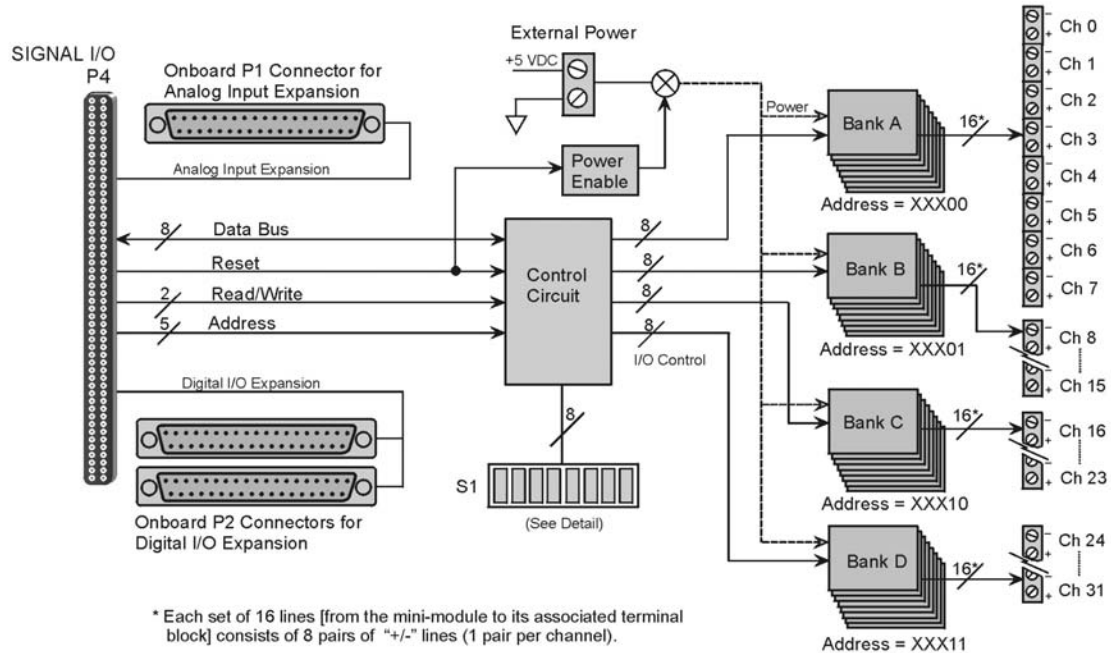 SIGNAL I/O
P4
Onboard P1 Connector for
Analog Input Expansion
Analog Input Expansion
8
Data Bus
Reset
2
Read/Write
5
Address
Digital I/O Expansion
Onboard P2 Connectors for
Digital I/O Expansion
External Power
+5 VDC
Power
Enable
Control
Circuit
8
8
8
8
I/O Control
8
S1
(See Detail)
Power
Bank A
16*
Address = XXX00
Bank B
16*
Address = XXX01
Bank C
16*
Address = XXX10
Bank D
16*
Address = XXX11
− Ch 0
+
− Ch 1
+
− Ch 2
+
− Ch 3
+
− Ch 4
+
− Ch 5
+
− Ch 6
+
− Ch 7
+
− Ch 8
+
− Ch 15
+
− Ch 16
+
− Ch 23
+
− Ch 24
+
− Ch 31
+
* Each set of 16 lines [from the mini-module to its associated terminal
block] consists of 8 pairs of “+/-” lines (1 pair per channel).